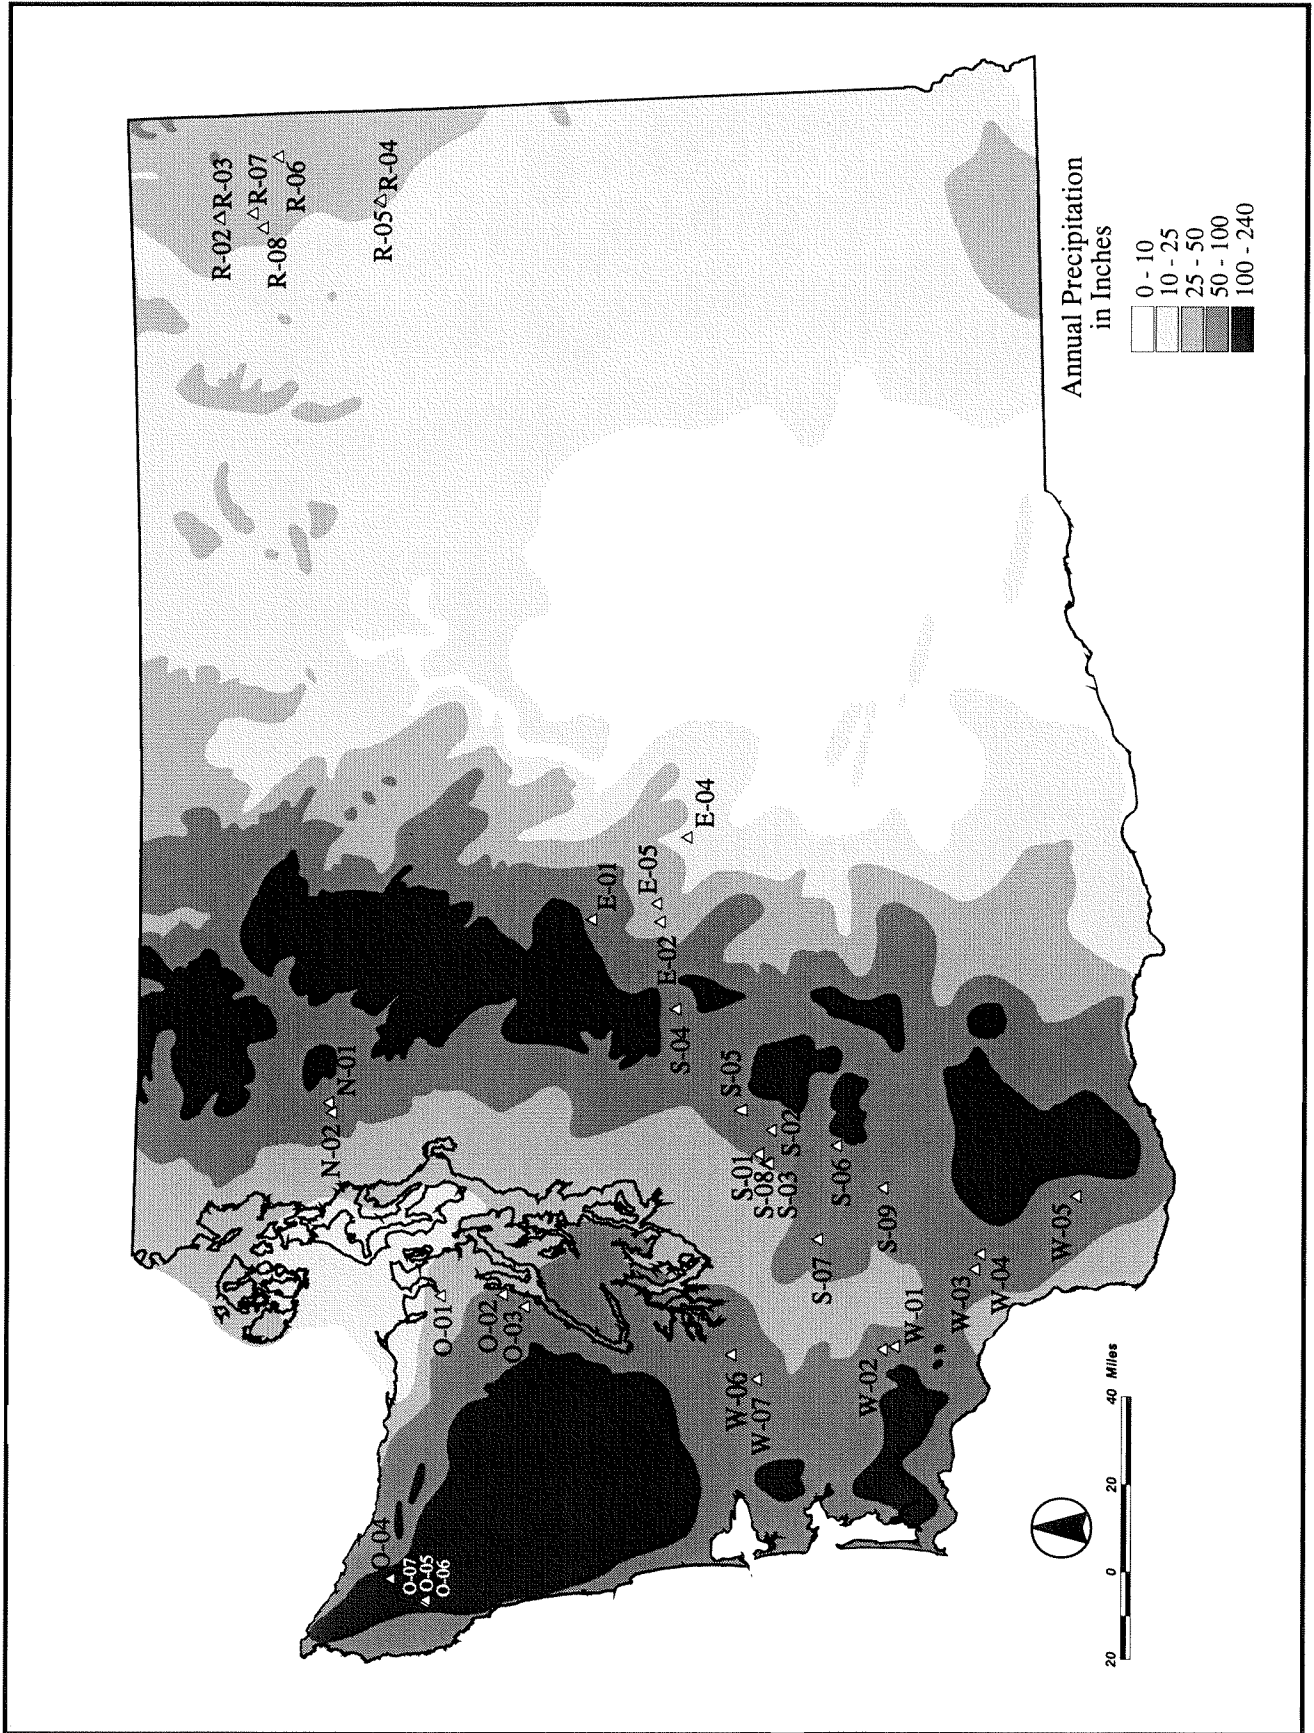 R-02
R-03
R-07
R-08
R-06
R-05
R-04
N-02
N-01
O-04
O-07
O-05
O-06
O-01
O-02
O-03
E-01
E-05
E-02
E-04
S-04
S-05
S-01
S-08
S-03
S-02
S-06
S-07
S-09
W-06
W-07
W-02
W-01
W-03
W-04
W-05
Annual Precipitation
in Inches
0 - 10
10 - 25
25 - 50
50 - 100
100 - 240
20 0 20 40 Miles